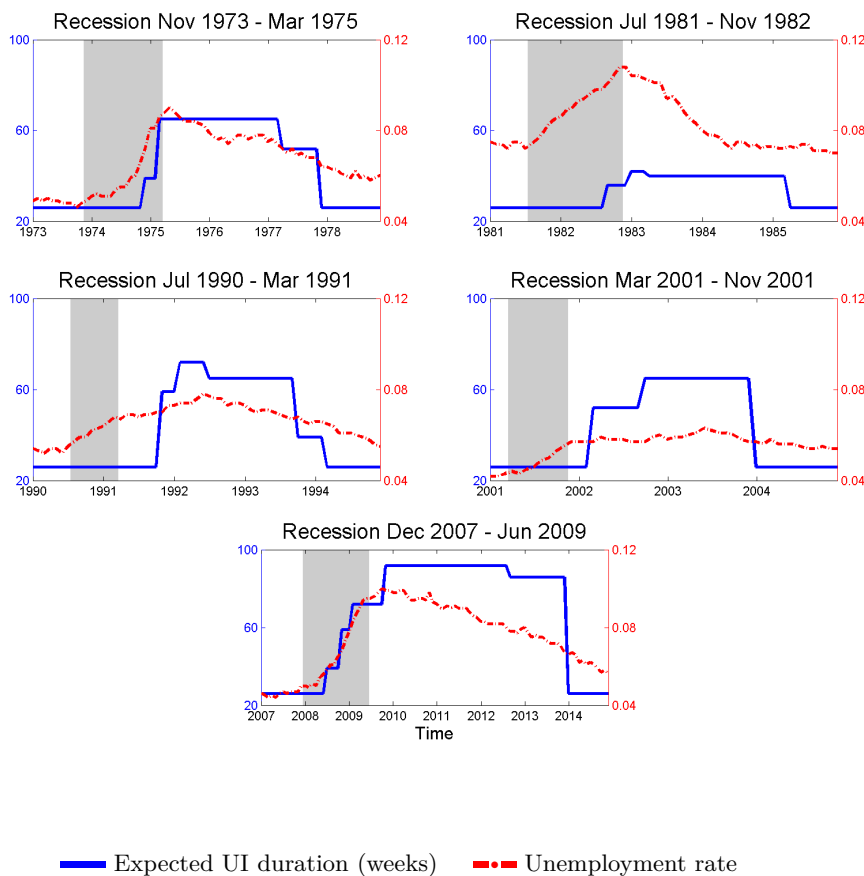 Recession Nov 1973 - Mar 1975
100
60
20
0.12
0.08
0.04
1973 1974 1975 1976 1977 1978
Recession Jul 1981 - Nov 1982
100
60
20
0.12
0.08
0.04
1981 1982 1983 1984 1985
Recession Jul 1990 - Mar 1991
100
60
20
0.12
0.08
0.04
1990 1991 1992 1993 1994
Recession Mar 2001 - Nov 2001
100
60
20
0.12
0.08
0.04
2001 2002 2003 2004
Recession Dec 2007 - Jun 2009
100
60
20
0.12
0.08
0.04
2007 2008 2009 2010 2011 2012 2013 2014
Time
Expected UI duration (weeks) Unemployment rate